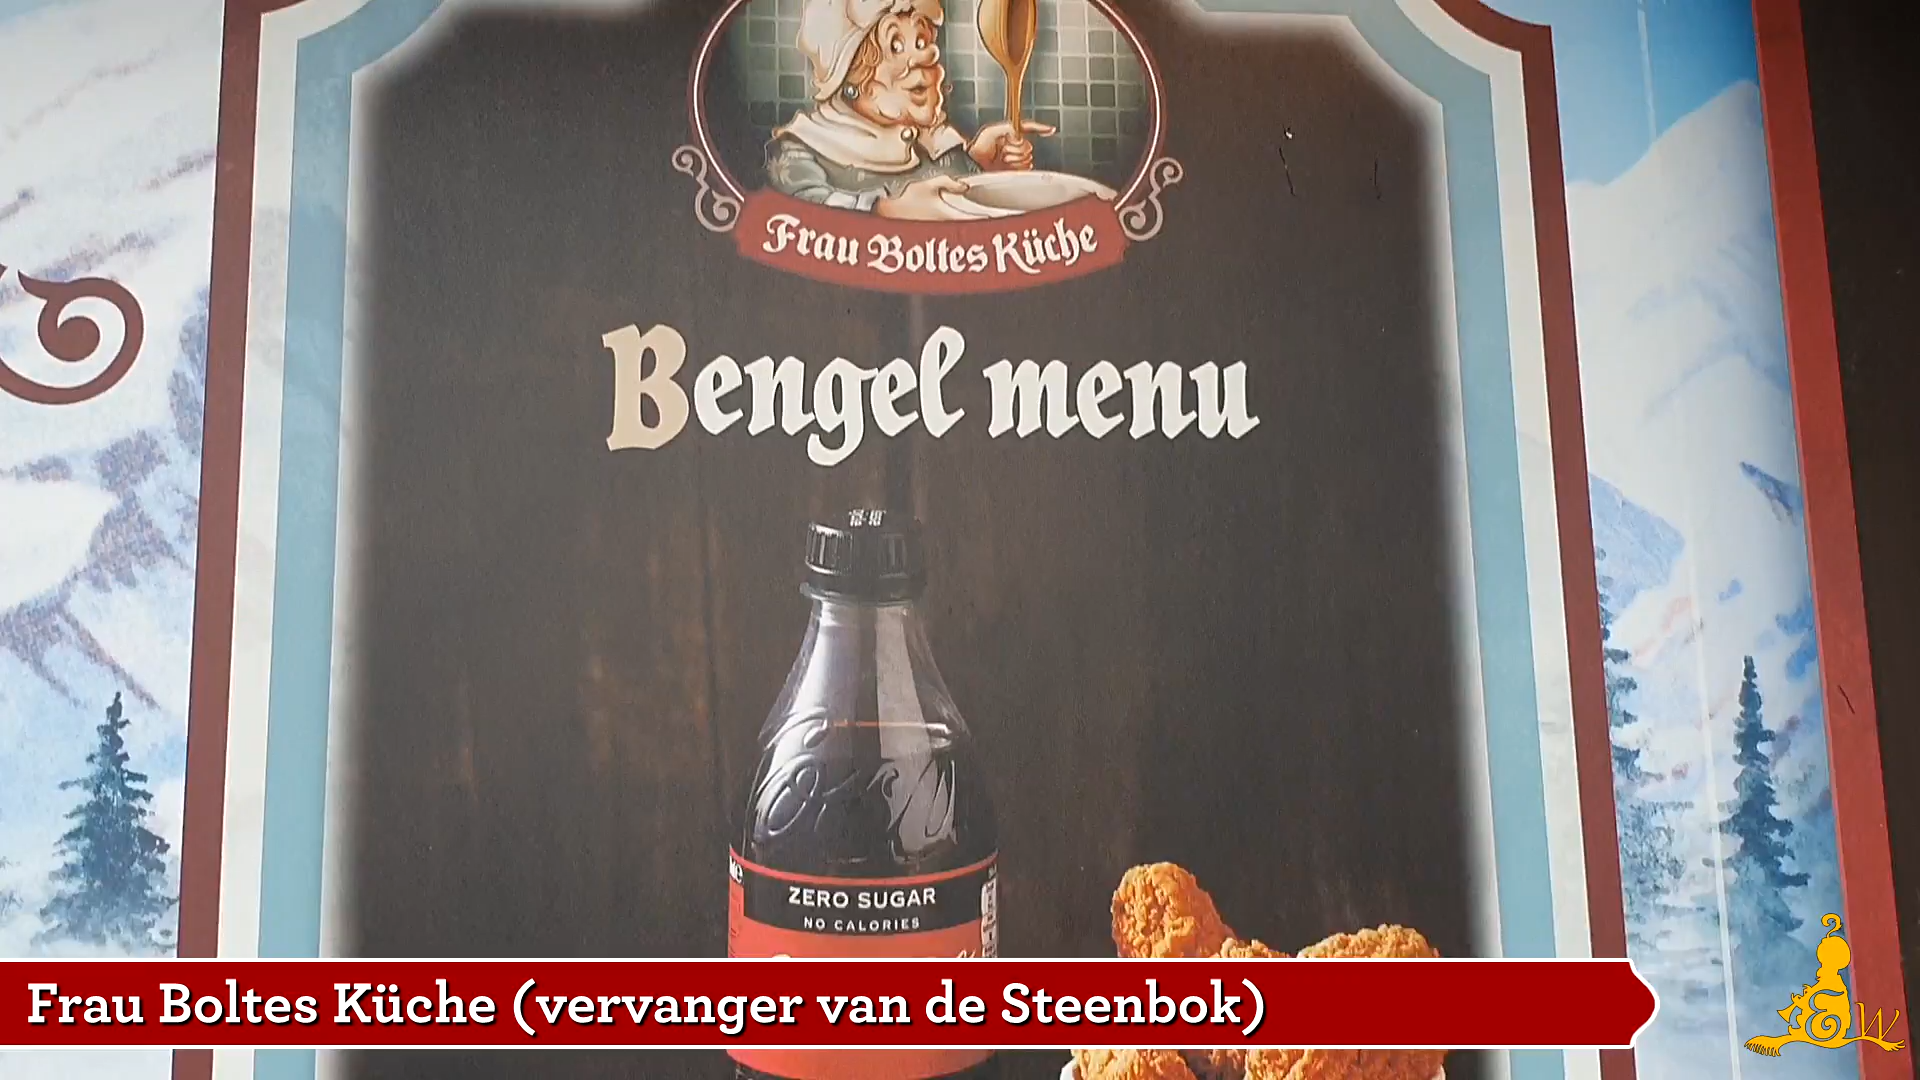 Frau Boltes Küche
Bengel menu
ZERO SUGAR
NO CALORIES
Frau Boltes Küche (vervanger van de Steenbok)
E W